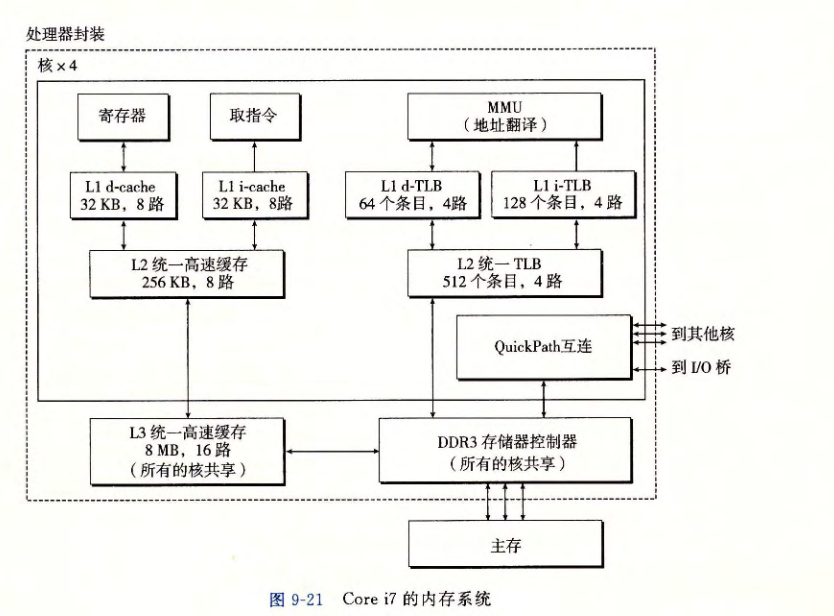 处理器封装
核×4
寄存器
取指令
MMU
（地址翻译）
L1 d-cache
32 KB，8 路
L1 i-cache
32 KB，8路
L1 d-TLB
64 个条目，4路
L1 i-TLB
128 个条目，4 路
L2 统一高速缓存
256 KB，8 路
L2 统一 TLB
512 个条目，4 路
QuickPath互连
到其他核
到 I/O 桥
L3 统一高速缓存
8 MB，16 路
（所有的核共享）
DDR3 存储器控制器
（所有的核共享）
主存
图 9-21 Core i7 的内存系统